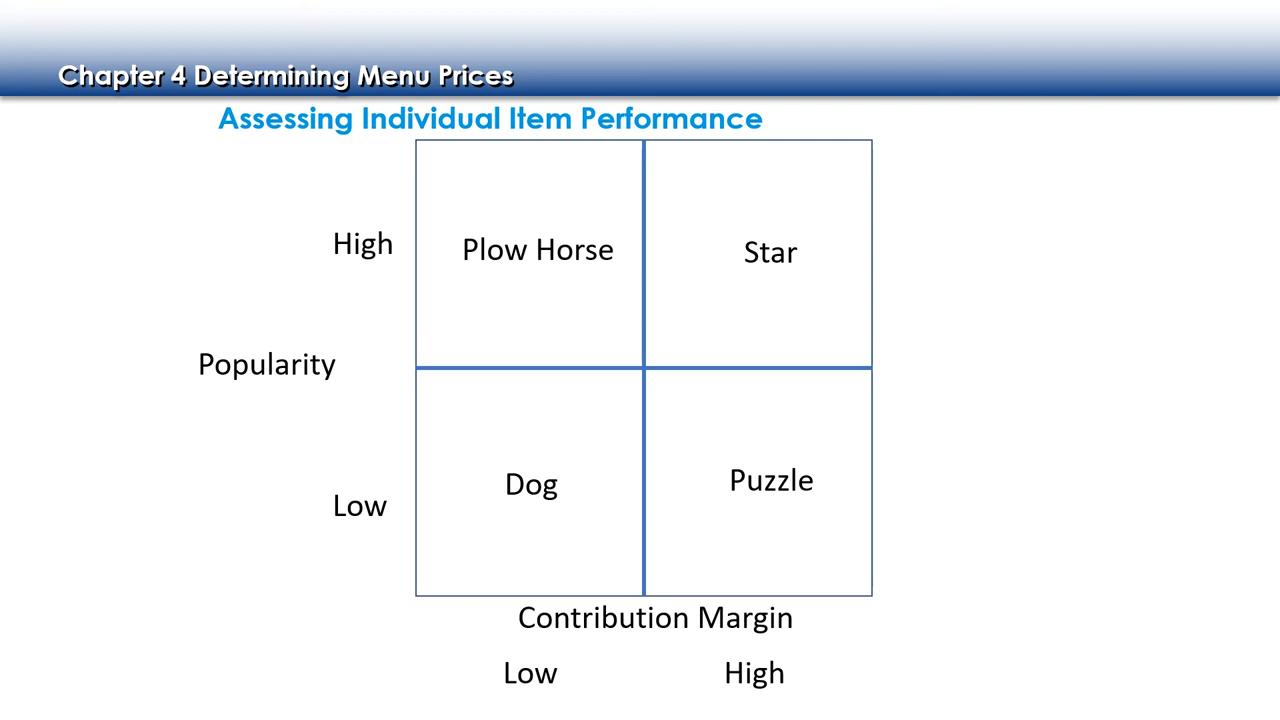 Chapter 4 Determining Menu Prices
Assessing Individual Item Performance
High
Plow Horse
Star
Popularity
Low
Dog
Puzzle
Contribution Margin
Low
High